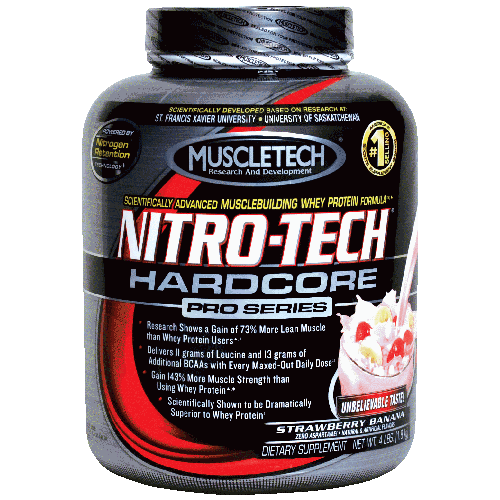 SCIENTIFICALLY DEVELOPED BASED ON RESEARCH AT:
ST. FRANCIS XAVIER UNIVERSITY • UNIVERSITY OF SASKATCHEWAN
POWERED BY
Nitrogen
Retention
TECHNOLOGY
#1
SELLING
MUSCLETECH
Research And Development
SCIENTIFICALLY ADVANCED MUSCLEBUILDING WHEY PROTEIN FORMULA
NITRO-TECH
HARDCORE
PRO SERIES
• Research Shows a Gain of 73% More Lean Muscle
than Whey Protein Users
• Delivers 11 grams of Leucine and 13 grams of
Additional BCAAs with Every Maxed-Out Daily Dose
• Gain 143% More Muscle Strength than
Using Whey Protein
• Scientifically Shown to be Dramatically
Superior to Whey Protein
UNBELIEVABLE TASTE!
STRAWBERRY BANANA
ZERO ASPARTAME • NATURAL & ARTIFICIAL FLAVORS
DIETARY SUPPLEMENT NET WT. 4 LBS.